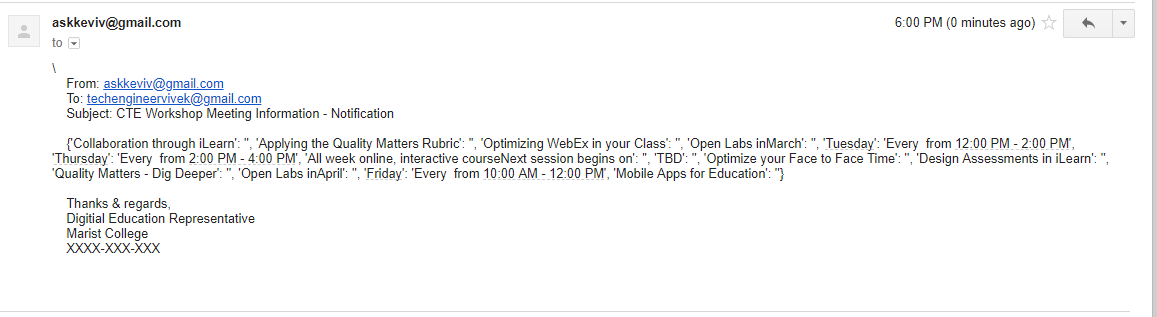 askkeviv@gmail.com
6:00 PM (0 minutes ago)
to
\
From: askkeviv@gmail.com
To: techengineervivek@gmail.com
Subject: CTE Workshop Meeting Information - Notification
{'Collaboration through iLearn': '', 'Applying the Quality Matters Rubric': '', 'Optimizing WebEx in your Class': '', 'Open Labs inMarch': '', 'Tuesday': 'Every  from 12:00 PM - 2:00 PM',
'Thursday': 'Every  from 2:00 PM - 4:00 PM', 'All week online, interactive courseNext session begins on': '', 'TBD': '', 'Optimize your Face to Face Time': '', 'Design Assessments in iLearn': '',
'Quality Matters - Dig Deeper': '', 'Open Labs inApril': '', 'Friday': 'Every  from 10:00 AM - 12:00 PM', 'Mobile Apps for Education': ''}
Thanks & regards,
Digitial Education Representative
Marist College
XXXX-XXX-XXX